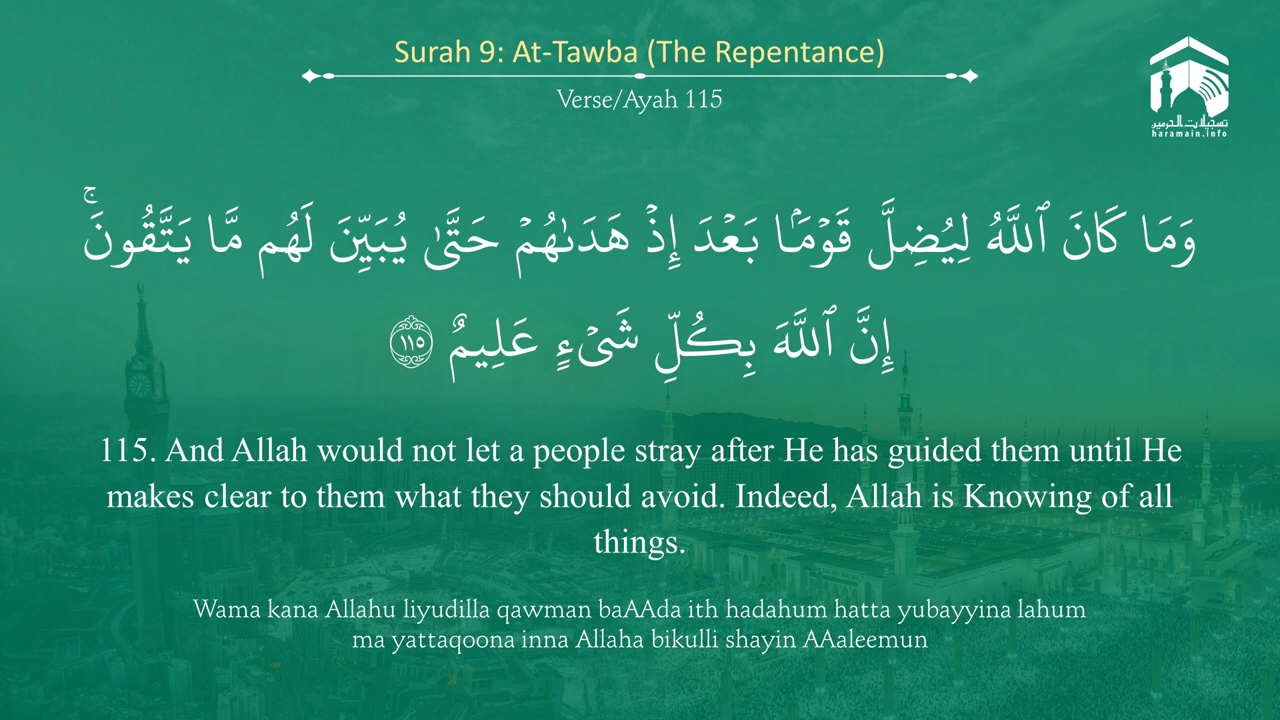 Surah 9: At-Tawba (The Repentance)
Verse/Ayah 115
تسجيلات الحرمين
haramain.info
وَمَا كَانَ ٱللَّهُ لِيُضِلَّ قَوْمًۢا بَعْدَ إِذْ هَدَىٰهُمْ حَتَّىٰ يُبَيِّنَ لَهُم مَّا يَتَّقُونَ ۚ
إِنَّ ٱللَّهَ بِكُلِّ شَىْءٍ عَلِيمٌ ١١٥
115. And Allah would not let a people stray after He has guided them until He
makes clear to them what they should avoid. Indeed, Allah is Knowing of all
things.
Wama kana Allahu liyudilla qawman baAAda ith hadahum hatta yubayyina lahum
ma yattaqoona inna Allaha bikulli shayin AAaleemun